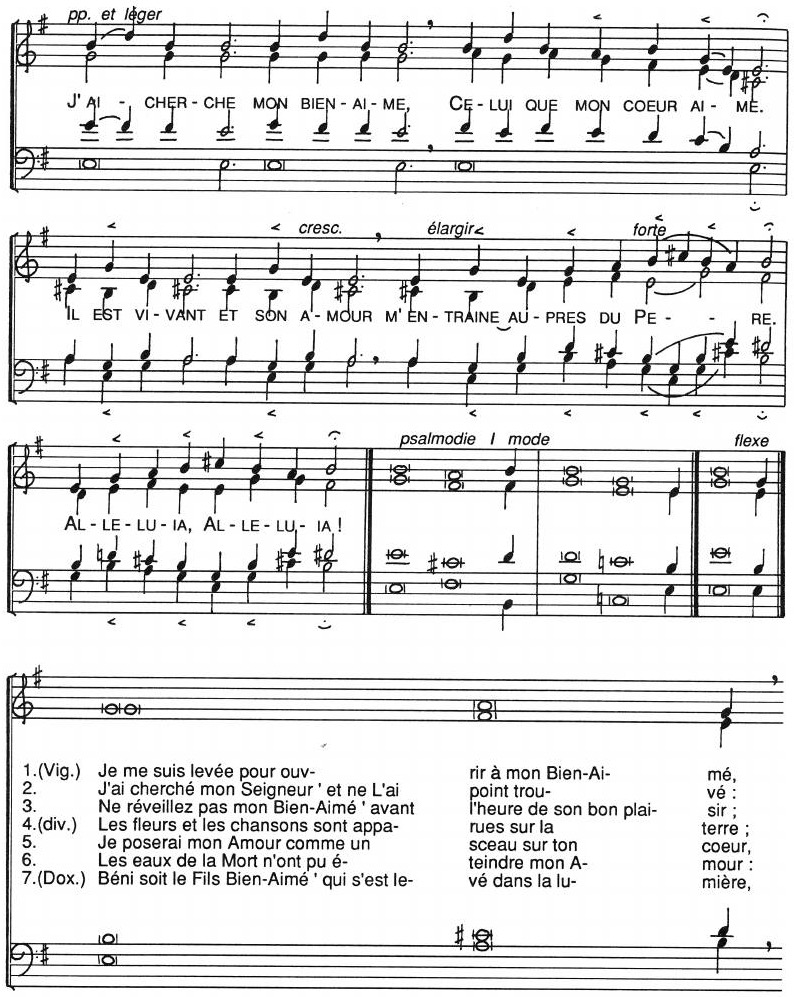 pp. et léger
J'AI - CHERCHE MON BIEN - AI - ME, CE - LUI QUE MON COEUR AI - ME.
cresc. élargir forte
IL EST VI - VANT ET SON A - MOUR M'EN - TRAINE AU - PRES DU PE - - RE.
psalmodie I mode flexe
AL - LE - LU - IA, AL - LE - LU - IA !
1.(Vig.) Je me suis levée pour ouv- rir à mon Bien-Ai- mé,
2. J'ai cherché mon Seigneur ' et ne L'ai point trou- vé :
3. Ne réveillez pas mon Bien-Aimé ' avant l'heure de son bon plai- sir ;
4.(div.) Les fleurs et les chansons sont appa- rues sur la terre ;
5. Je poserai mon Amour comme un sceau sur ton coeur,
6. Les eaux de la Mort n'ont pu é- teindre mon A- mour :
7.(Dox.) Béni soit le Fils Bien-Aimé ' qui s'est le- vé dans la lu- mière,